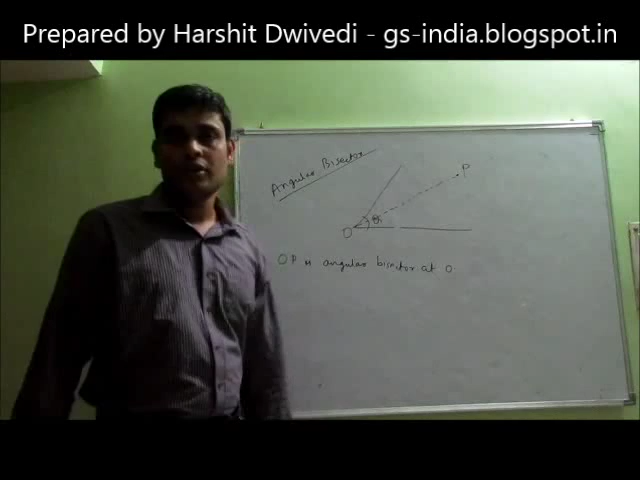 Prepared by Harshit Dwivedi - gs-india.blogspot.in
Angular Bisector
P
θ
O
OP is angular bisector at O